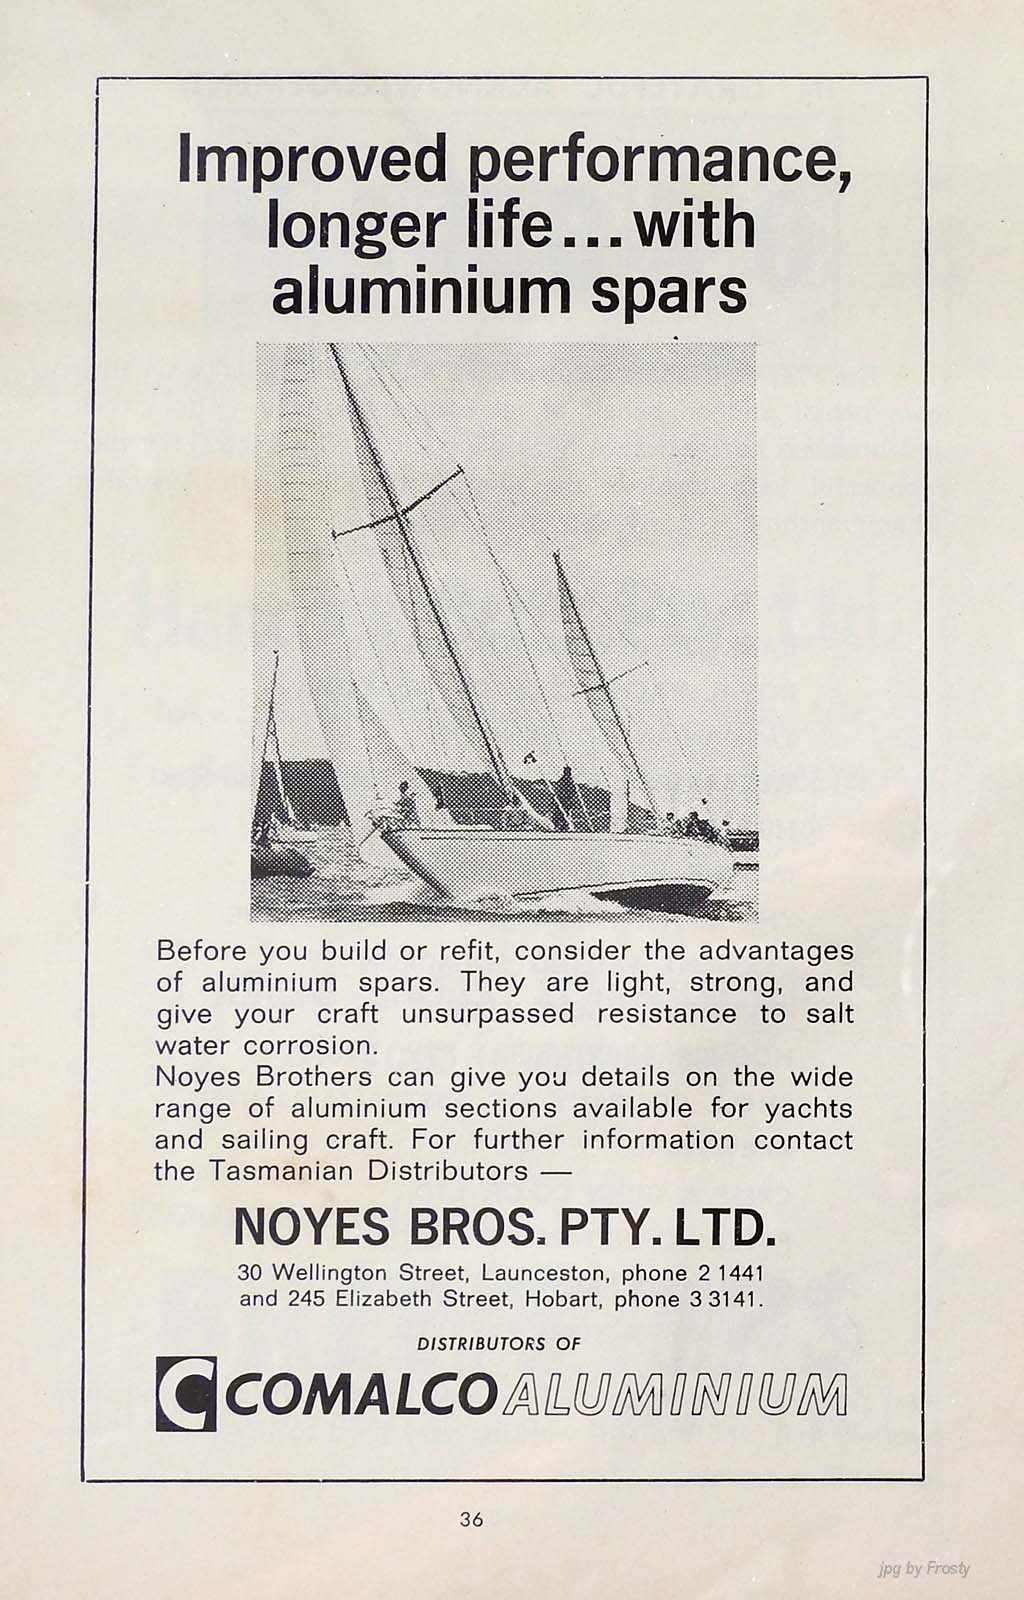 Improved performance,
longer life...with
aluminium spars
Before you build or refit, consider the advantages
of aluminium spars. They are light, strong, and
give your craft unsurpassed resistance to salt
water corrosion.
Noyes Brothers can give you details on the wide
range of aluminium sections available for yachts
and sailing craft. For further information contact
the Tasmanian Distributors —
NOYES BROS. PTY. LTD.
30 Wellington Street, Launceston, phone 2 1441
and 245 Elizabeth Street, Hobart, phone 3 3141.
DISTRIBUTORS OF
C COMALCO ALUMINIUM
36
jpg by Frosty